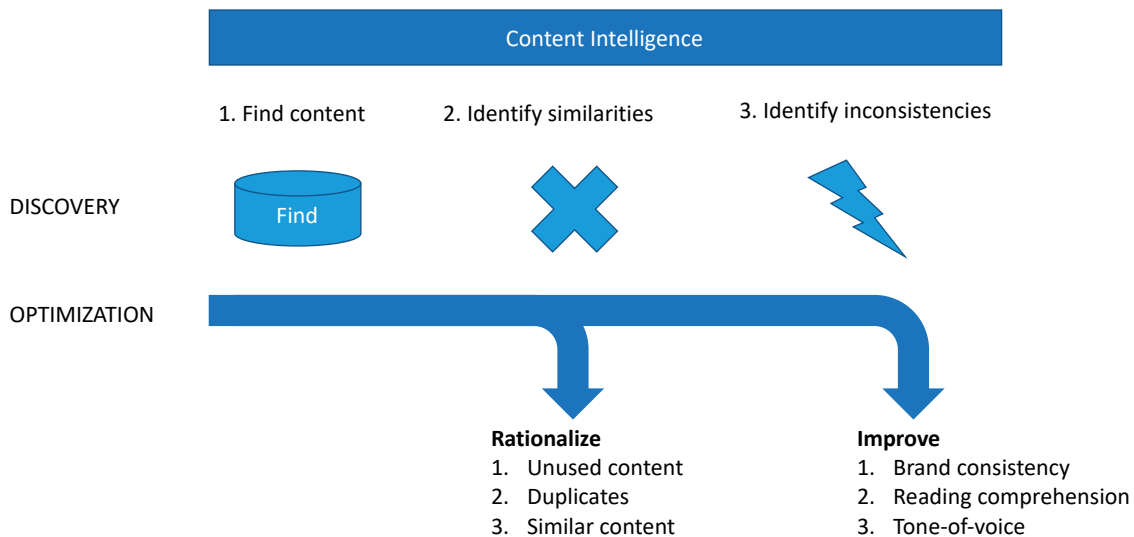 Content Intelligence
1. Find content
2. Identify similarities
3. Identify inconsistencies
DISCOVERY
Find
OPTIMIZATION
Rationalize
1. Unused content
2. Duplicates
3. Similar content
Improve
1. Brand consistency
2. Reading comprehension
3. Tone-of-voice